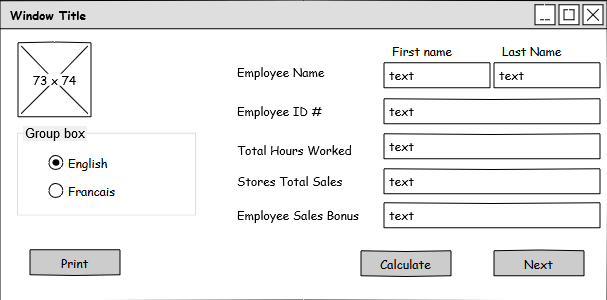 Window Title
73 x 74
First name Last Name
Employee Name text text
Employee ID # text
Group box
English
Francais
Total Hours Worked text
Stores Total Sales text
Employee Sales Bonus text
Print Calculate Next